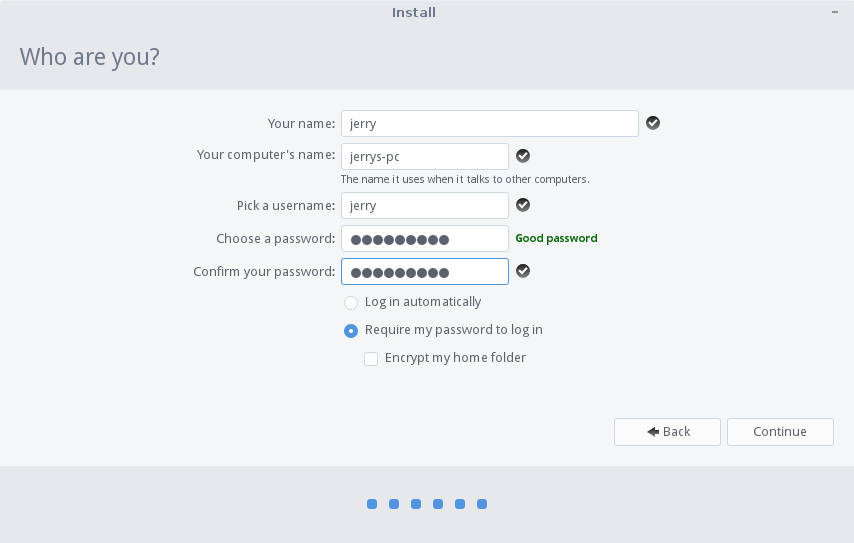 Install
Who are you?
Your name: jerry
Your computer's name: jerrys-pc
The name it uses when it talks to other computers.
Pick a username: jerry
Choose a password: ●●●●●●●●● Good password
Confirm your password: ●●●●●●●●●
Log in automatically
Require my password to log in
Encrypt my home folder
Back Continue